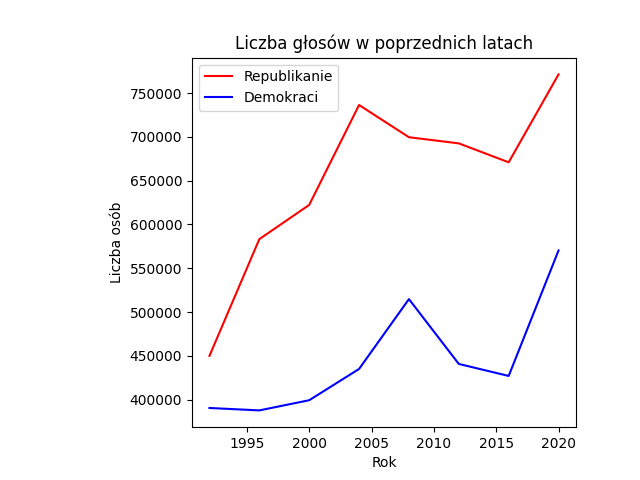 Liczba głosów w poprzednich latach
Republikanie
Demokraci
750000
700000
650000
600000
550000
500000
450000
400000
Liczba osób
1995 2000 2005 2010 2015 2020
Rok